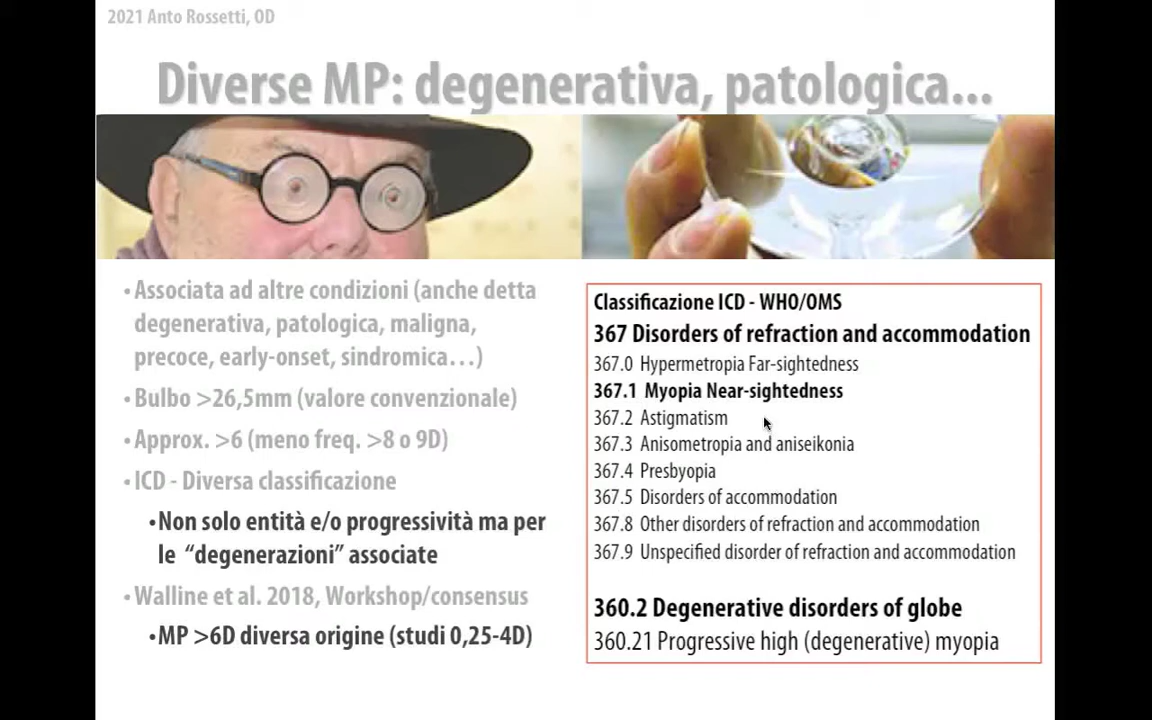 2021 Anto Rossetti, OD
Diverse MP: degenerativa, patologica...
•Associata ad altre condizioni (anche detta
degenerativa, patologica, maligna,
precoce, early-onset, sindromica…)
•Bulbo >26,5mm (valore convenzionale)
•Approx. >6 (meno freq. >8 o 9D)
•ICD - Diversa classificazione
•Non solo entità e/o progressività ma per
le “degenerazioni” associate
•Walline et al. 2018, Workshop/consensus
•MP >6D diversa origine (studi 0,25-4D)
Classificazione ICD - WHO/OMS
367 Disorders of refraction and accommodation
367.0 Hypermetropia Far-sightedness
367.1 Myopia Near-sightedness
367.2 Astigmatism
367.3 Anisometropia and aniseikonia
367.4 Presbyopia
367.5 Disorders of accommodation
367.8 Other disorders of refraction and accommodation
367.9 Unspecified disorder of refraction and accommodation
360.2 Degenerative disorders of globe
360.21 Progressive high (degenerative) myopia